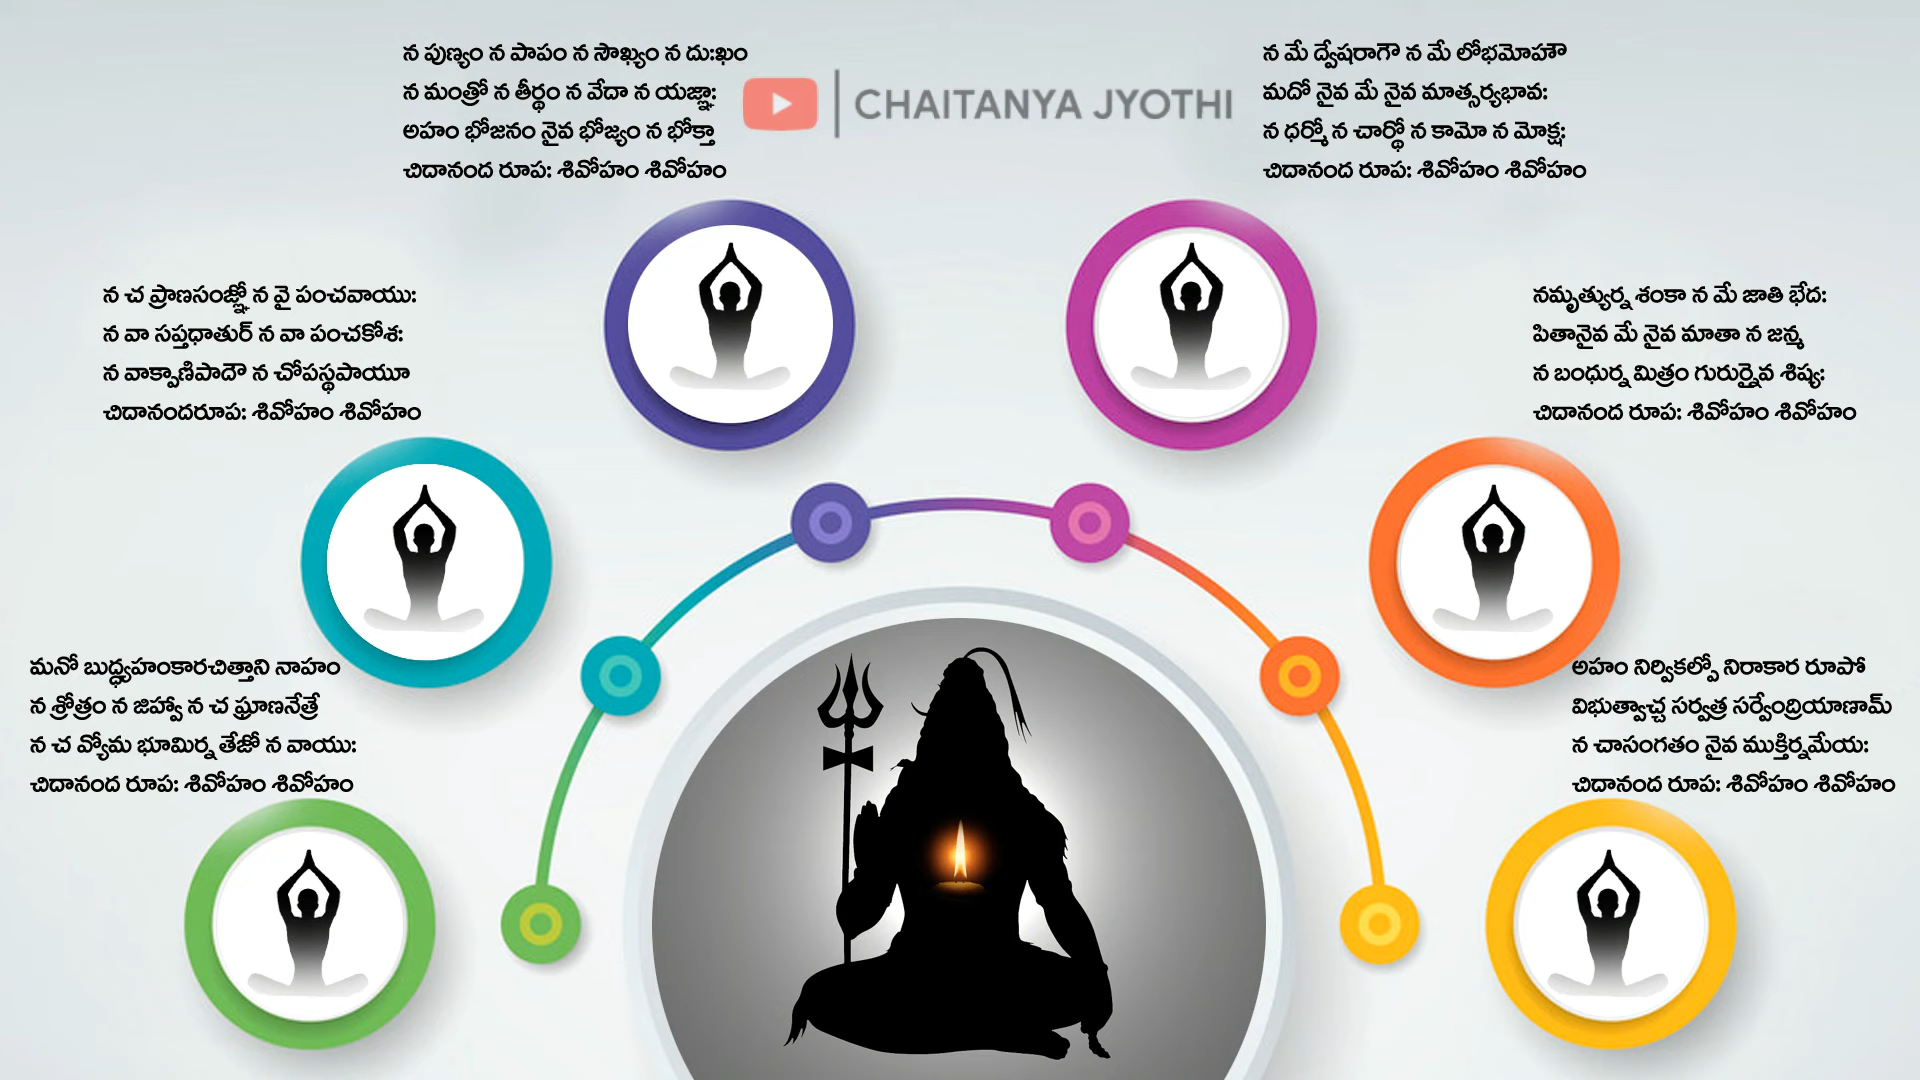 న పుణ్యం న పాపం న సౌఖ్యం న దు:ఖం
న మంత్రో న తీర్థం న వేదా న యజ్ఞా:
అహం భోజనం నైవ భోజ్యం న భోక్తా
చిదానంద రూప: శివోహం శివోహం
CHAITANYA JYOTHI
న మే ద్వేషరాగౌ న మే లోభమోహౌ
మదో నైవ మే నైవ మాత్సర్యభావ:
న ధర్మో న చార్థో న కామో న మోక్ష:
చిదానంద రూప: శివోహం శివోహం
న చ ప్రాణసంజ్ఞో న వై పంచవాయు:
న వా సప్తధాతుర్ న వా పంచకోశ:
న వాక్పాణిపాదౌ న చోపస్థపాయూ
చిదానందరూప: శివోహం శివోహం
నమృత్యుర్న శంకా న మే జాతి భేద:
పితానైవ మే నైవ మాతా న జన్మ
న బంధుర్న మిత్రం గురుర్నైవ శిష్య:
చిదానంద రూప: శివోహం శివోహం
మనో బుద్ధ్యహంకారచిత్తాని నాహం
న శ్రోత్రం న జిహ్వా న చ ఘ్రాణనేత్రే
న చ వ్యోమ భూమిర్న తేజో న వాయు:
చిదానంద రూప: శివోహం శివోహం
అహం నిర్వికల్పో నిరాకార రూపో
విభుత్వాచ్చ సర్వత్ర సర్వేంద్రియాణామ్
న చాసంగతం నైవ ముక్తిర్నమేయ:
చిదానంద రూప: శివోహం శివోహం